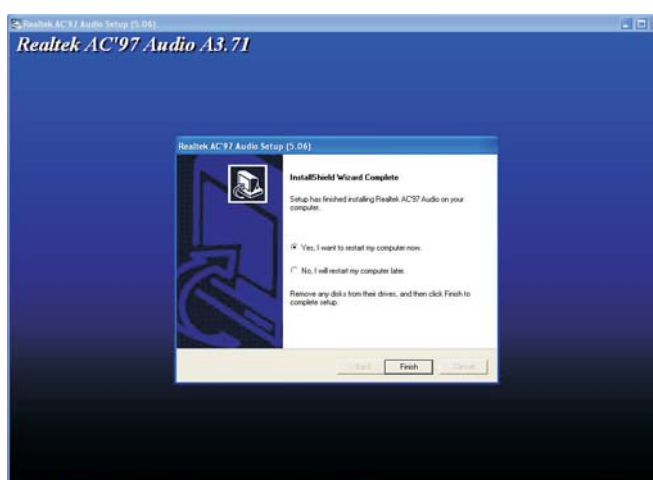 Realtek AC'97 Audio Setup (5.06)
Realtek AC'97 Audio A3.71
Realtek AC'97 Audio Setup (5.06)
InstallShield Wizard Complete
Setup has finished installing Realtek AC'97 Audio on your
computer.
Yes, I want to restart my computer now.
No, I will restart my computer later.
Remove any disks from their drives, and then click Finish to
complete setup.
< Back Finish Cancel